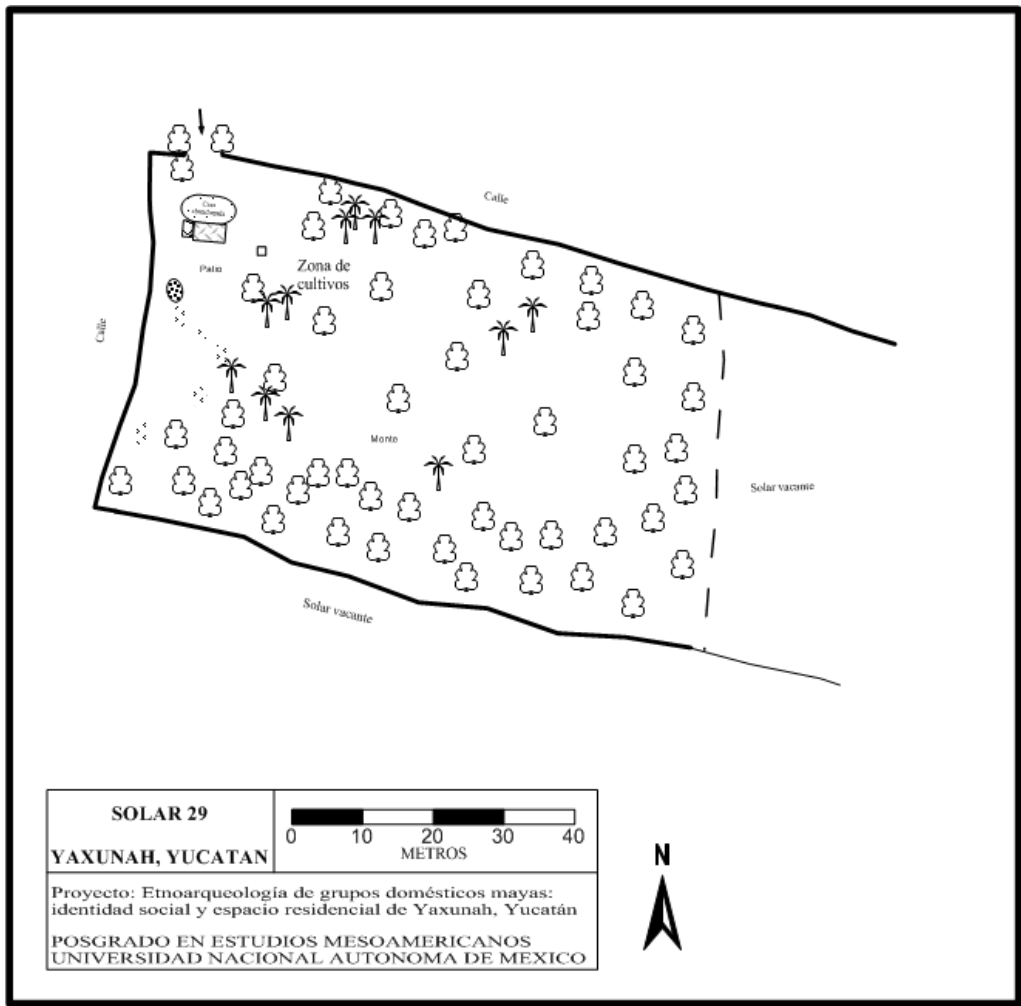 Calle
Casa
abandonada
Patio
Zona de
cultivos
Calle
Monte
Solar vacante
Solar vacante
SOLAR 29
YAXUNAH, YUCATAN
0 10 20 30 40
METROS
Proyecto: Etnoarqueología de grupos domésticos mayas:
identidad social y espacio residencial de Yaxunah, Yucatán
POSGRADO EN ESTUDIOS MESOAMERICANOS
UNIVERSIDAD NACIONAL AUTONOMA DE MEXICO
N